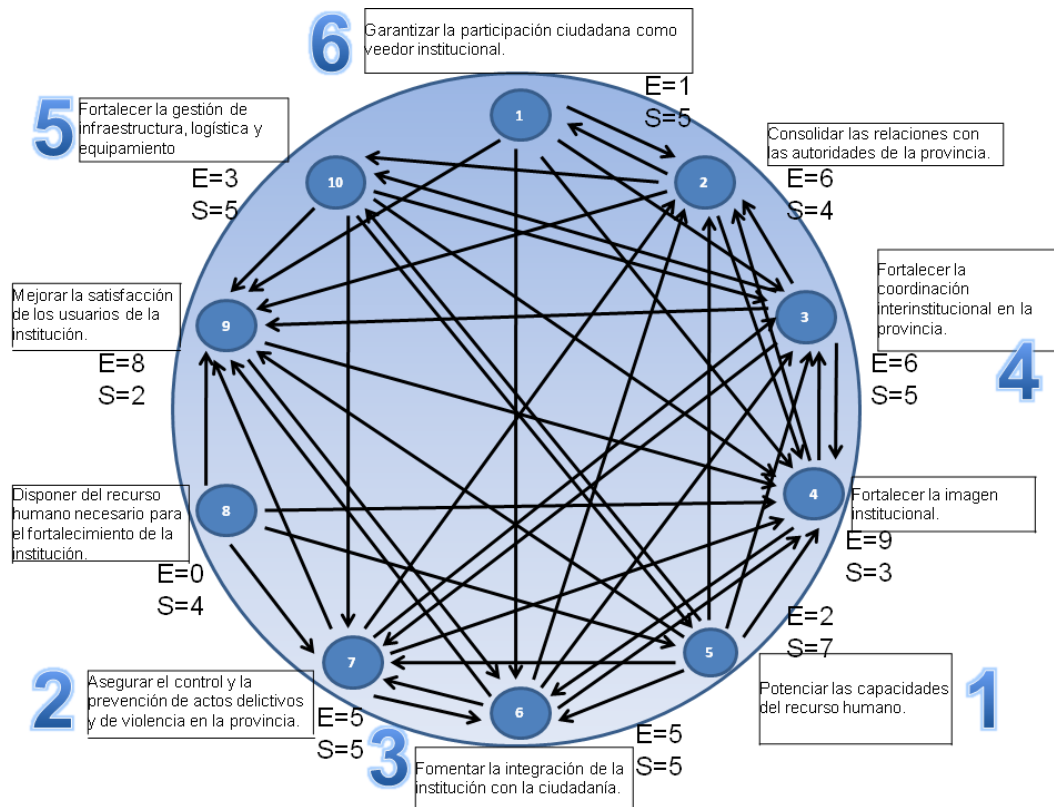 6
Garantizar la participación ciudadana como
veedor institucional.
E=1
S=5
1
5
Fortalecer la gestión de
infraestructura, logística y
equipamiento
E=3
S=5
10
Consolidar las relaciones con
las autoridades de la provincia.
2
E=6
S=4
Mejorar la satisfacción
de los usuarios de la
institución.
9
E=8
S=2
Fortalecer la
coordinación
interinstitucional en la
provincia.
3
4
E=6
S=5
Disponer del recurso
humano necesario para
el fortalecimiento de la
institución.
8
E=0
S=4
4
Fortalecer la imagen
institucional.
E=9
S=3
2
Asegurar el control y la
prevención de actos delictivos
y de violencia en la provincia.
7
E=5
S=5
5
E=2
S=7
Potenciar las capacidades
del recurso humano.
1
3
6
E=5
S=5
Fomentar la integración de la
institución con la ciudadanía.